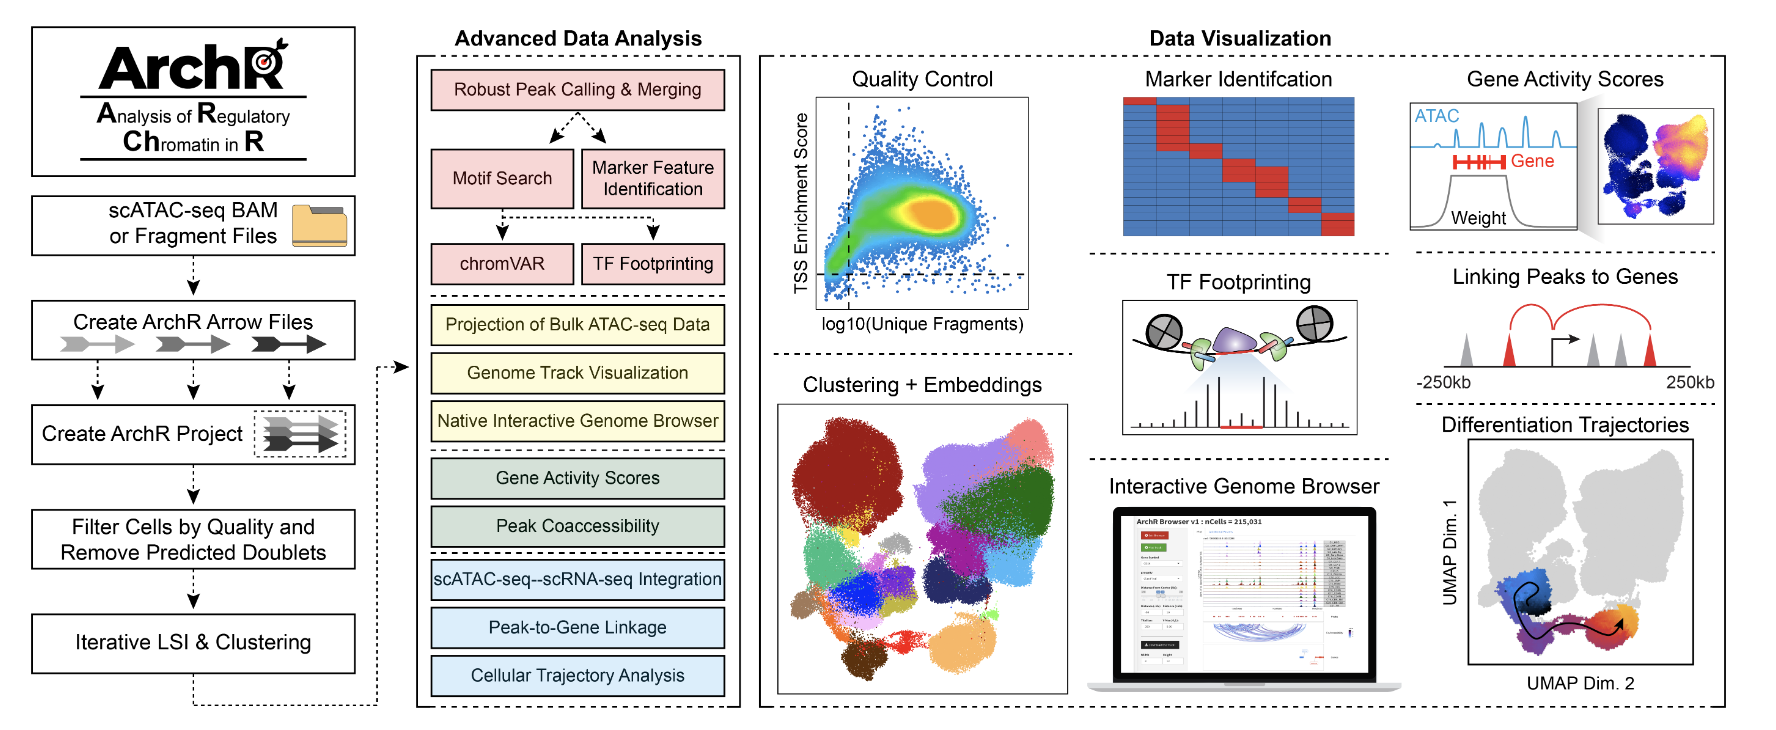 ArchR
Analysis of Regulatory
Chromatin in R
scATAC-seq BAM
or Fragment Files
Create ArchR Arrow Files
Create ArchR Project
Filter Cells by Quality and
Remove Predicted Doublets
Iterative LSI & Clustering
Advanced Data Analysis
Robust Peak Calling & Merging
Motif Search
Marker Feature
Identification
chromVAR
TF Footprinting
Projection of Bulk ATAC-seq Data
Genome Track Visualization
Native Interactive Genome Browser
Gene Activity Scores
Peak Coaccessibility
scATAC-seq--scRNA-seq Integration
Peak-to-Gene Linkage
Cellular Trajectory Analysis
Data Visualization
Quality Control
TSS Enrichment Score
log10(Unique Fragments)
Clustering + Embeddings
Marker Identifcation
TF Footprinting
Interactive Genome Browser
ArchR Browser v1 : nCells = 215,031
Gene Activity Scores
ATAC
Gene
Weight
Linking Peaks to Genes
-250kb
250kb
Differentiation Trajectories
UMAP Dim. 1
UMAP Dim. 2